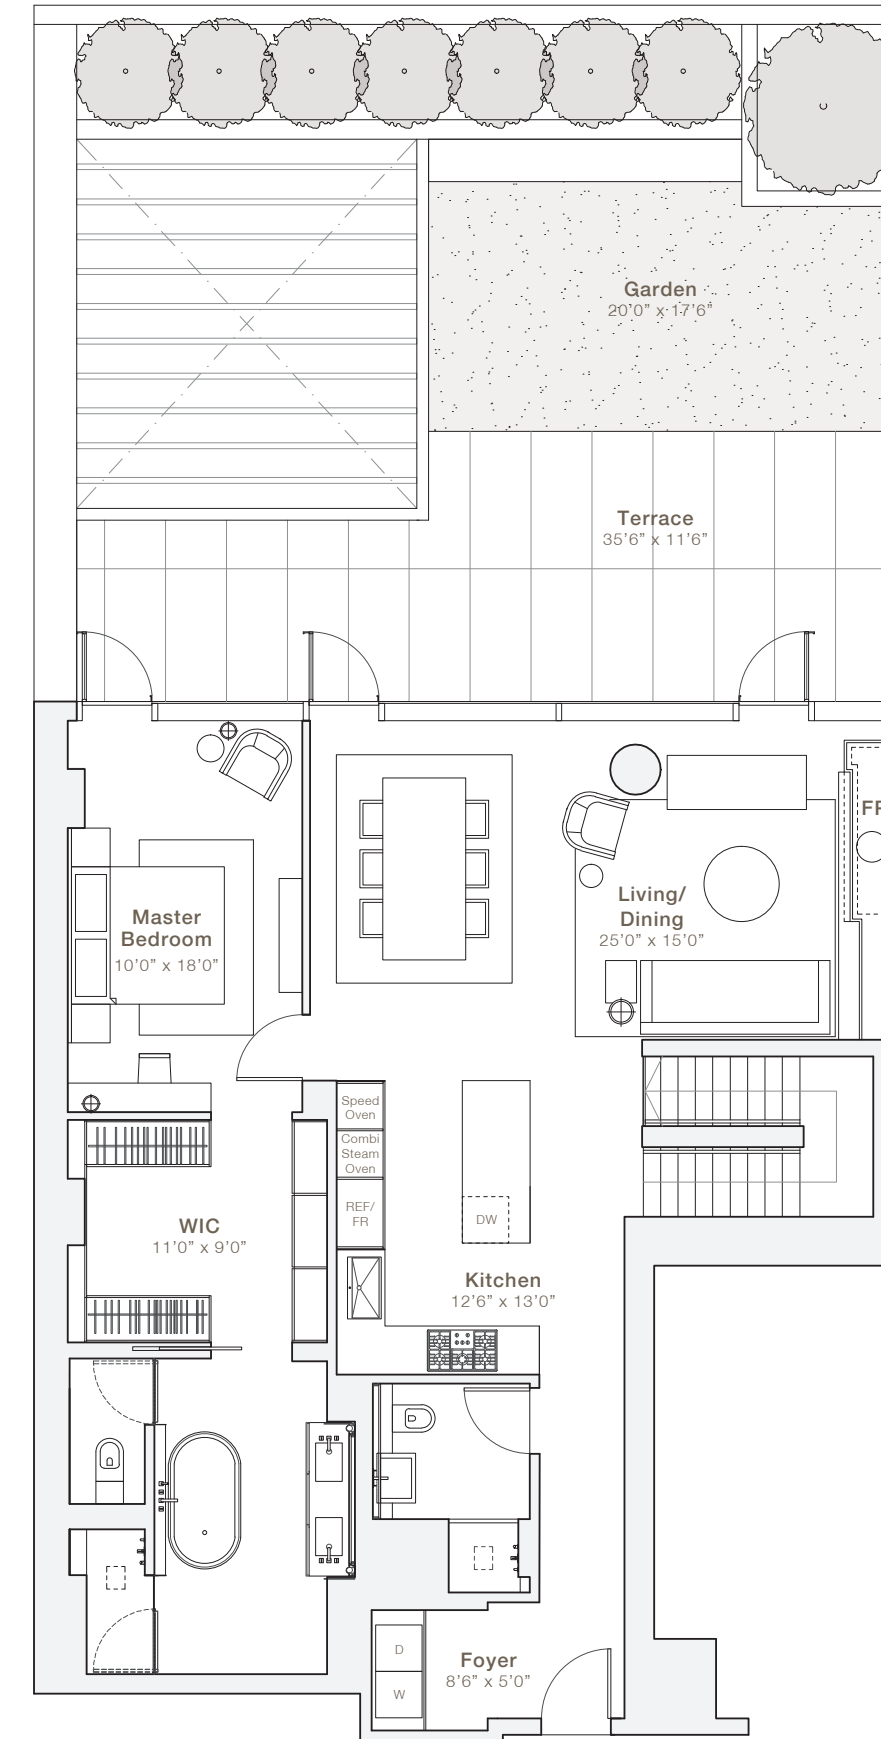 Garden
20’0” x 17’6”
Terrace
35’6” x 11’6”
FP
Living/
Dining
25’0” x 15’0”
Master
Bedroom
10’0” x 18’0”
Speed
Oven
Combi
Steam
Oven
REF/
FR
DW
WIC
11’0” x 9’0”
Kitchen
12’6” x 13’0”
D
W
Foyer
8’6” x 5’0”